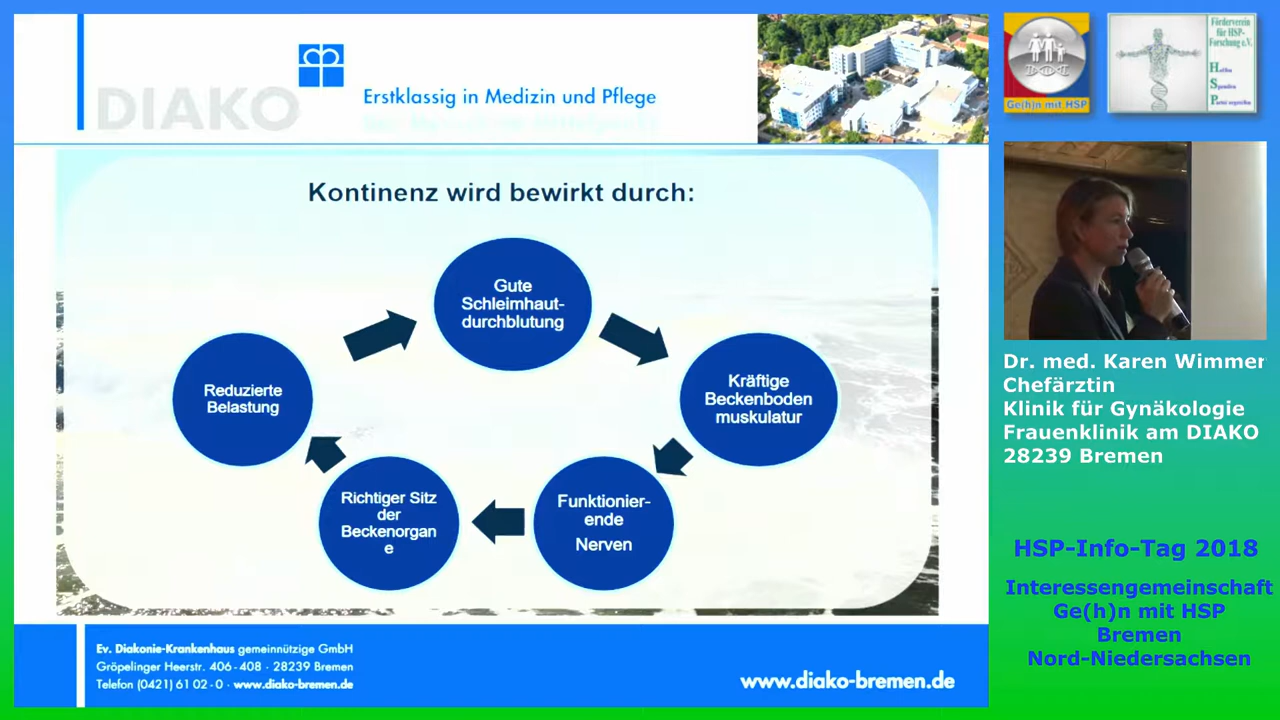 DIAKO
Erstklassig in Medizin und Pflege
Kontinenz wird bewirkt durch:
Gute
Schleimhaut-
durchblutung
Kräftige
Beckenboden
muskulatur
Funktionier-
ende
Nerven
Richtiger Sitz
der
Beckenorgan
e
Reduzierte
Belastung
Ev. Diakonie-Krankenhaus gemeinnützige GmbH
Gröpelinger Heerstr. 406 - 408 · 28239 Bremen
Telefon (0421) 61 02 - 0 · www.diako-bremen.de
www.diako-bremen.de
Ge(h)n mit HSP
Förderverein
für HSP-
Forschung e.V.
Helfen
Spenden
Dr. med. Karen Wimmer
Chefärztin
Klinik für Gynäkologie
Frauenklinik am DIAKO
28239 Bremen
HSP-Info-Tag 2018
Interessengemeinschaft
Ge(h)n mit HSP
Bremen
Nord-Niedersachsen